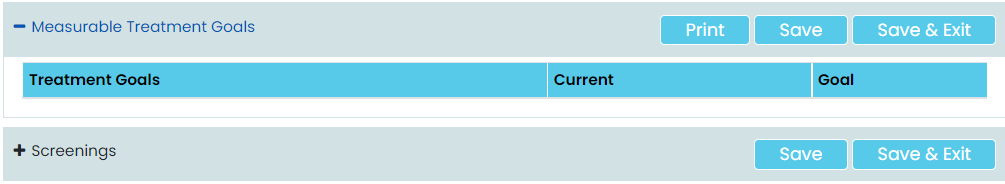 Measurable Treatment Goals Print Save Save & Exit
Treatment Goals Current Goal
Screenings Save Save & Exit